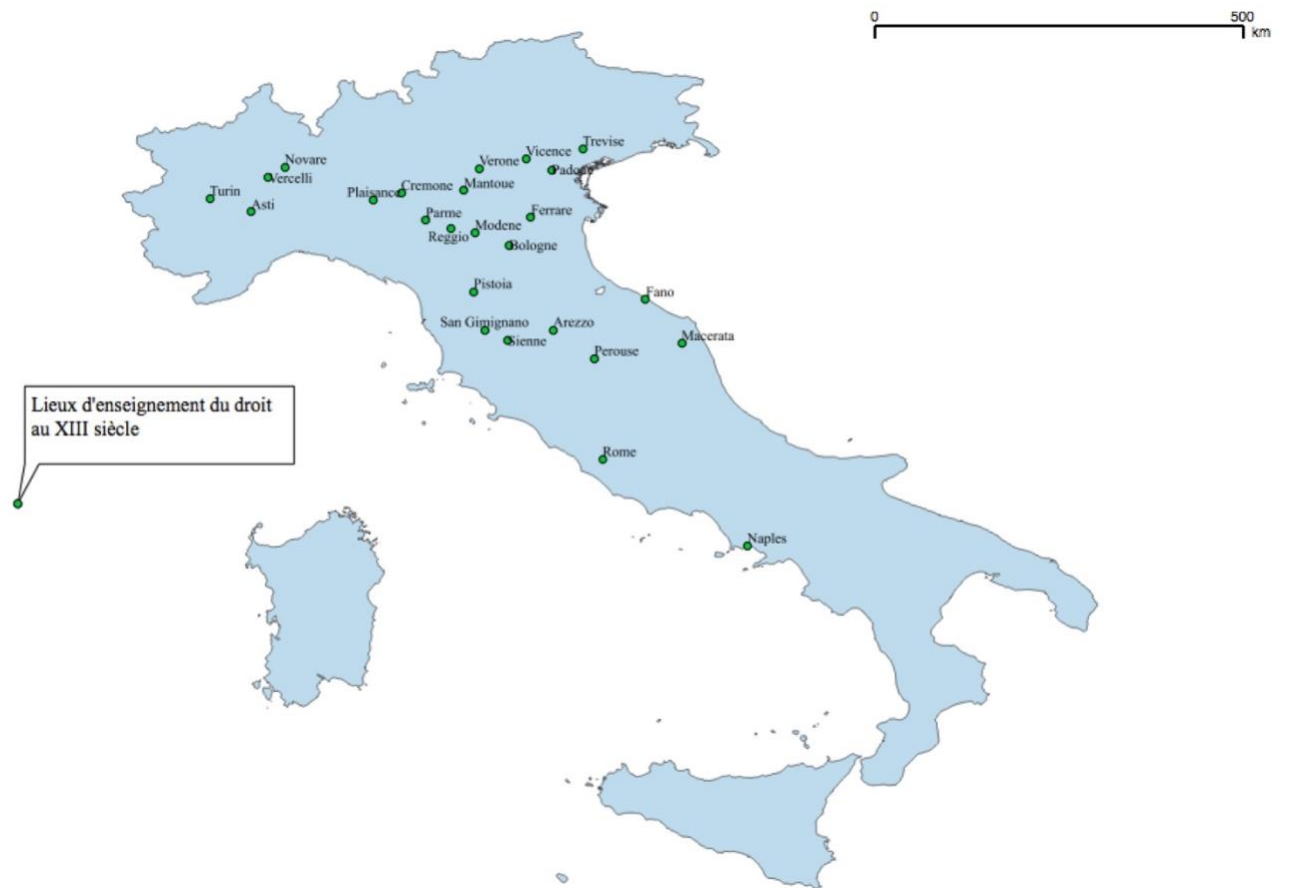 0 500
km
Trevise
Vicence
Novare
Verone
Padoue
Vercelli
Mantoue
Cremone
Plaisance
Turin
Asti
Parme
Ferrare
Modene
Reggio
Bologne
Pistoia
Fano
San Gimignano
Arezzo
Sienne
Macerata
Perouse
Lieux d'enseignement du droit
au XIII siècle
Rome
Naples